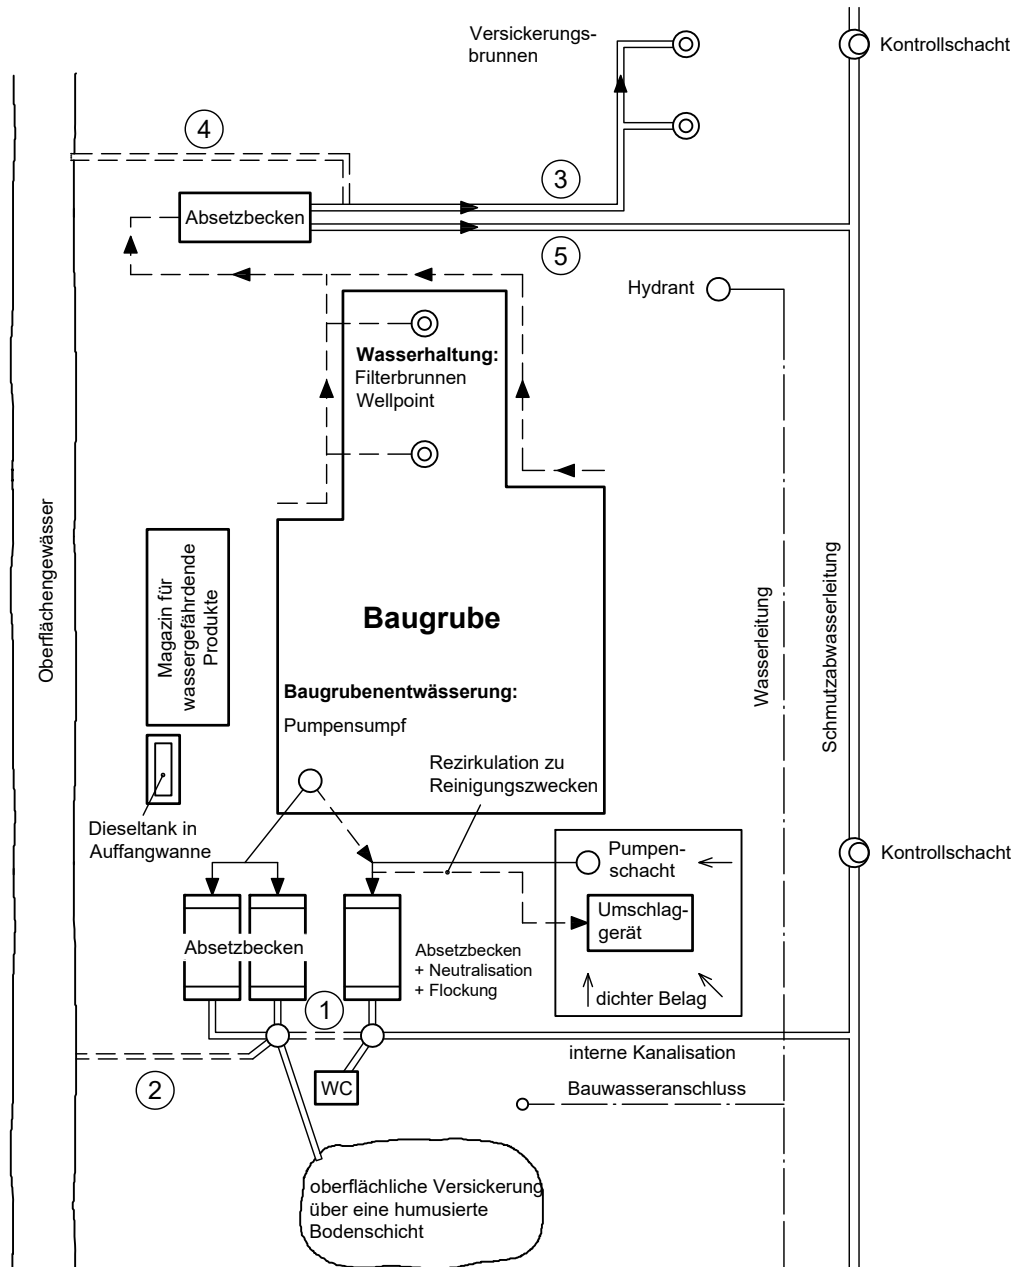 Versickerungs-
brunnen
Kontrollschacht
4
3
Absetzbecken
5
Hydrant
Wasserhaltung:
Filterbrunnen
Wellpoint
Oberflächengewässer
Magazin für
wassergefährdende
Produkte
Baugrube
Wasserleitung
Schmutzabwasserleitung
Baugrubenentwässerung:
Pumpensumpf
Rezirkulation zu
Reinigungszwecken
Dieseltank in
Auffangwanne
Pumpen-
schacht
Kontrollschacht
Umschlag-
gerät
Absetzbecken
Absetzbecken
+ Neutralisation
+ Flockung
dichter Belag
1
interne Kanalisation
2
WC
Bauwasseranschluss
oberflächliche Versickerung
über eine humusierte
Bodenschicht